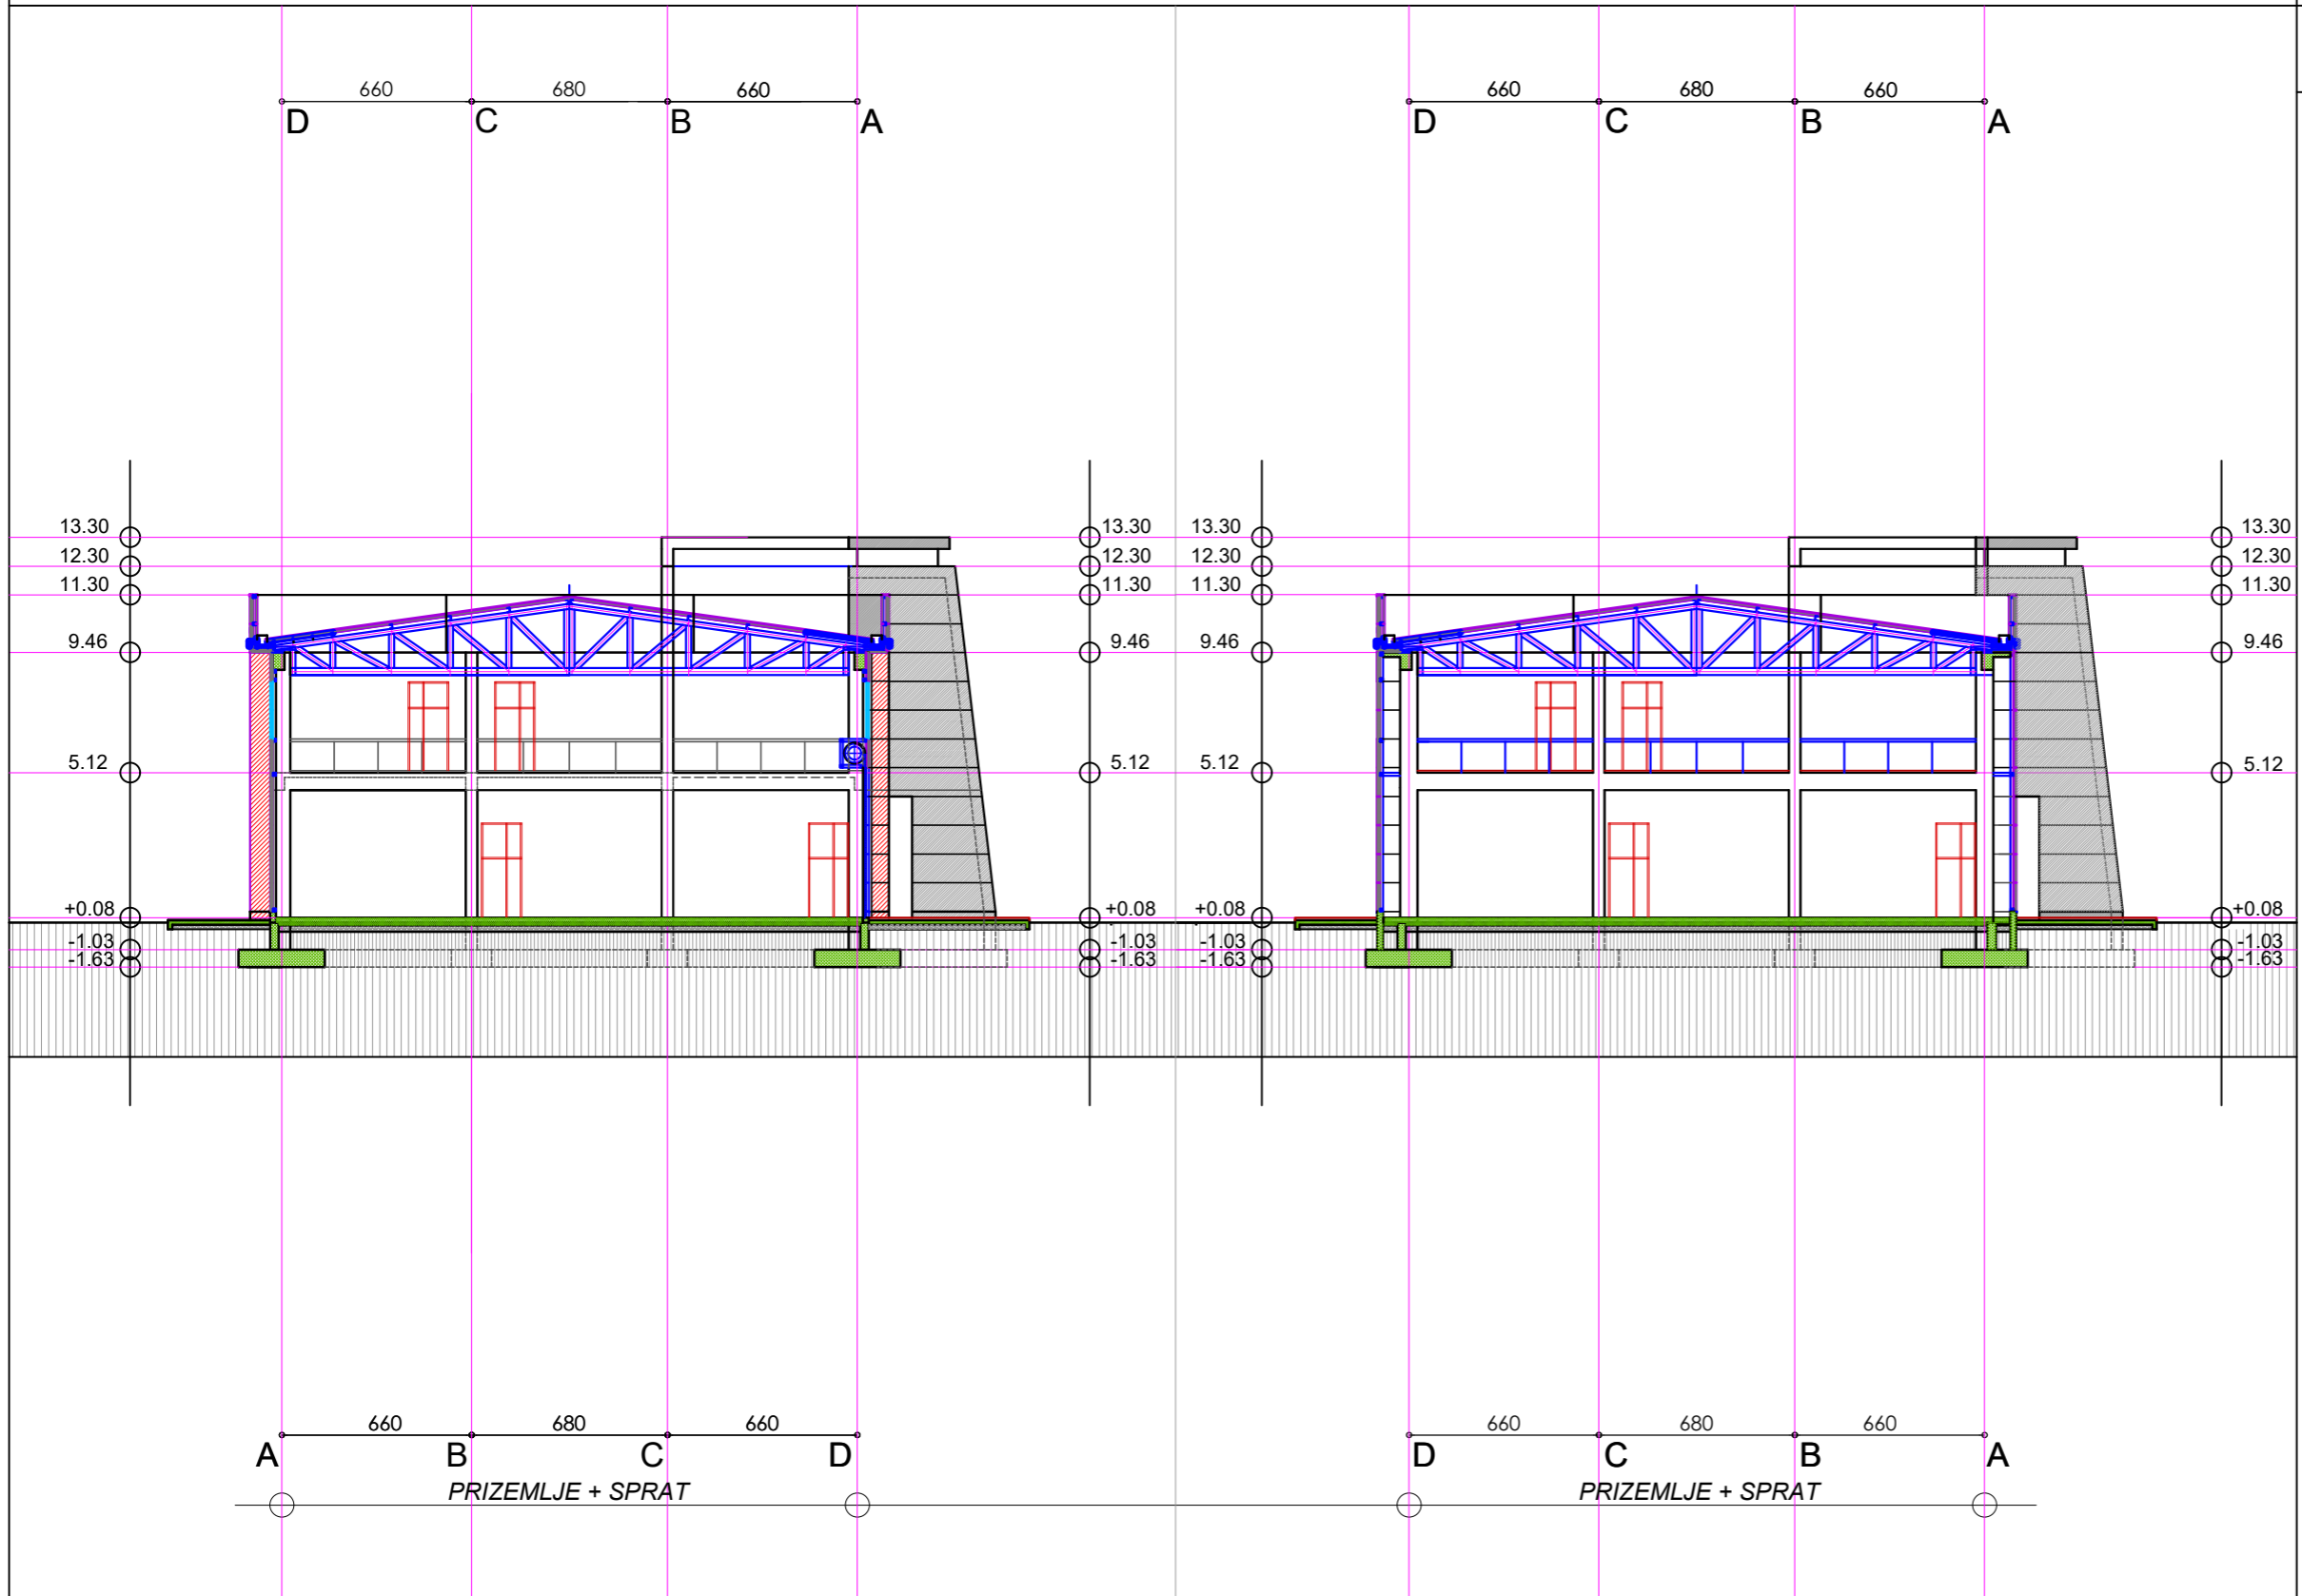 660 680 660
D C B A
660 680 660
D C B A
13.30 13.30 13.30 13.30
12.30 12.30 12.30 12.30
11.30 11.30 11.30 11.30
9.46 9.46 9.46 9.46
5.12 5.12 5.12 5.12
+0.08 +0.08 +0.08 +0.08
-1.03 -1.03 -1.03 -1.03
-1.63 -1.63 -1.63 -1.63
660 680 660
A B C D
PRIZEMLJE + SPRAT
660 680 660
D C B A
PRIZEMLJE + SPRAT